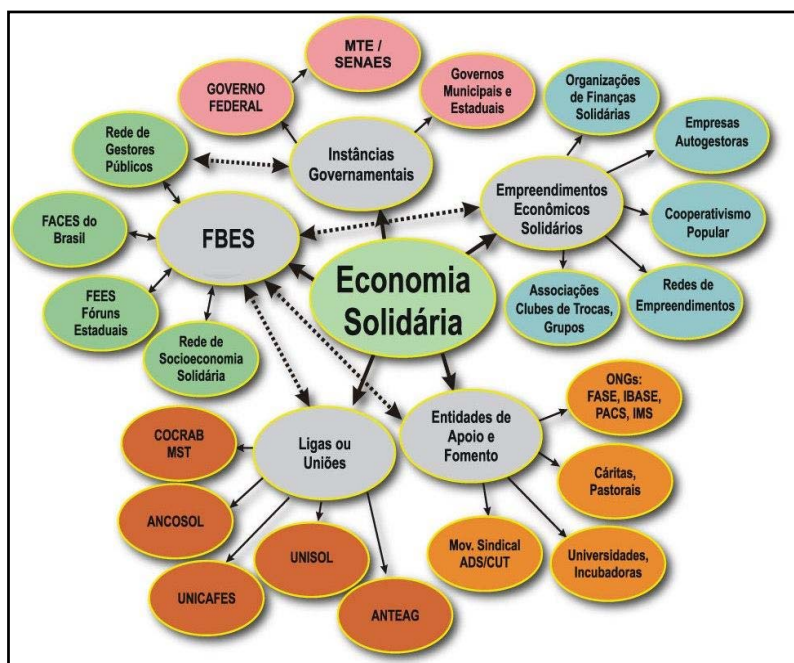 MTE /
SENAES
GOVERNO
FEDERAL
Governos
Municipais e
Estaduais
Organizações
de Finanças
Solidárias
Rede de
Gestores
Públicos
Instâncias
Governamentais
Empresas
Autogestoras
Empreendimentos
Econômicos
Solidários
FACES do
Brasil
FBES
Cooperativismo
Popular
Economia
Solidária
FEES
Fóruns
Estaduais
Associações
Clubes de Trocas,
Grupos
Redes de
Empreendimentos
Rede de
Socioeconomia
Solidária
ONGs:
FASE, IBASE,
PACS, IMS
Ligas ou
Uniões
Entidades de
Apoio e
Fomento
COCRAB
MST
Cáritas,
Pastorais
ANCOSOL
UNISOL
Mov. Sindical
ADS/CUT
Universidades,
Incubadoras
UNICAFES
ANTEAG